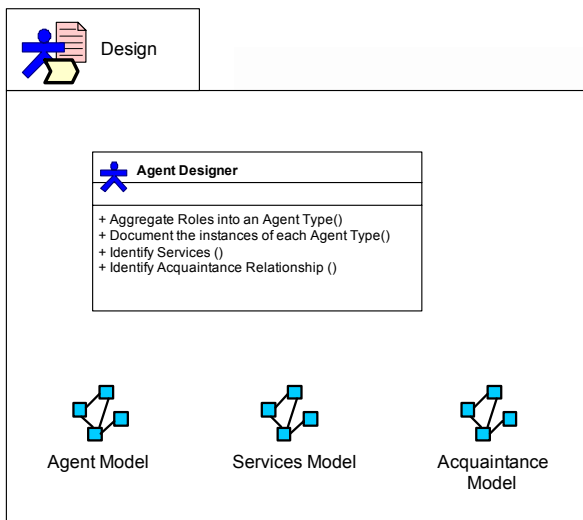 Design
Agent Designer
+ Aggregate Roles into an Agent Type()
+ Document the instances of each Agent Type()
+ Identify Services ()
+ Identify Acquaintance Relationship ()
Agent Model
Services Model
Acquaintance
Model